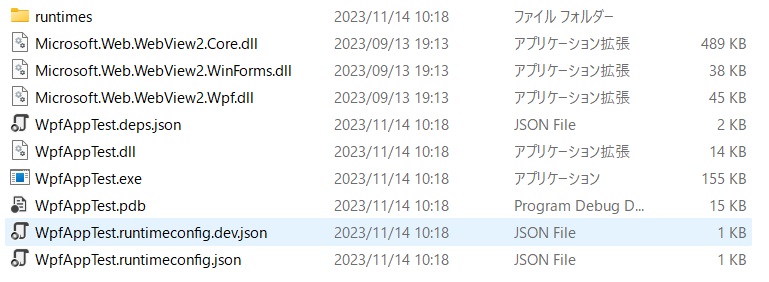 runtimes 2023/11/14 10:18 ファイル フォルダー
Microsoft.Web.WebView2.Core.dll 2023/09/13 19:13 アプリケーション拡張 489 KB
Microsoft.Web.WebView2.WinForms.dll 2023/09/13 19:13 アプリケーション拡張 38 KB
Microsoft.Web.WebView2.Wpf.dll 2023/09/13 19:13 アプリケーション拡張 45 KB
WpfAppTest.deps.json 2023/11/14 10:18 JSON File 2 KB
WpfAppTest.dll 2023/11/14 10:18 アプリケーション拡張 14 KB
WpfAppTest.exe 2023/11/14 10:18 アプリケーション 155 KB
WpfAppTest.pdb 2023/11/14 10:18 Program Debug D... 15 KB
WpfAppTest.runtimeconfig.dev.json 2023/11/14 10:18 JSON File 1 KB
WpfAppTest.runtimeconfig.json 2023/11/14 10:18 JSON File 1 KB